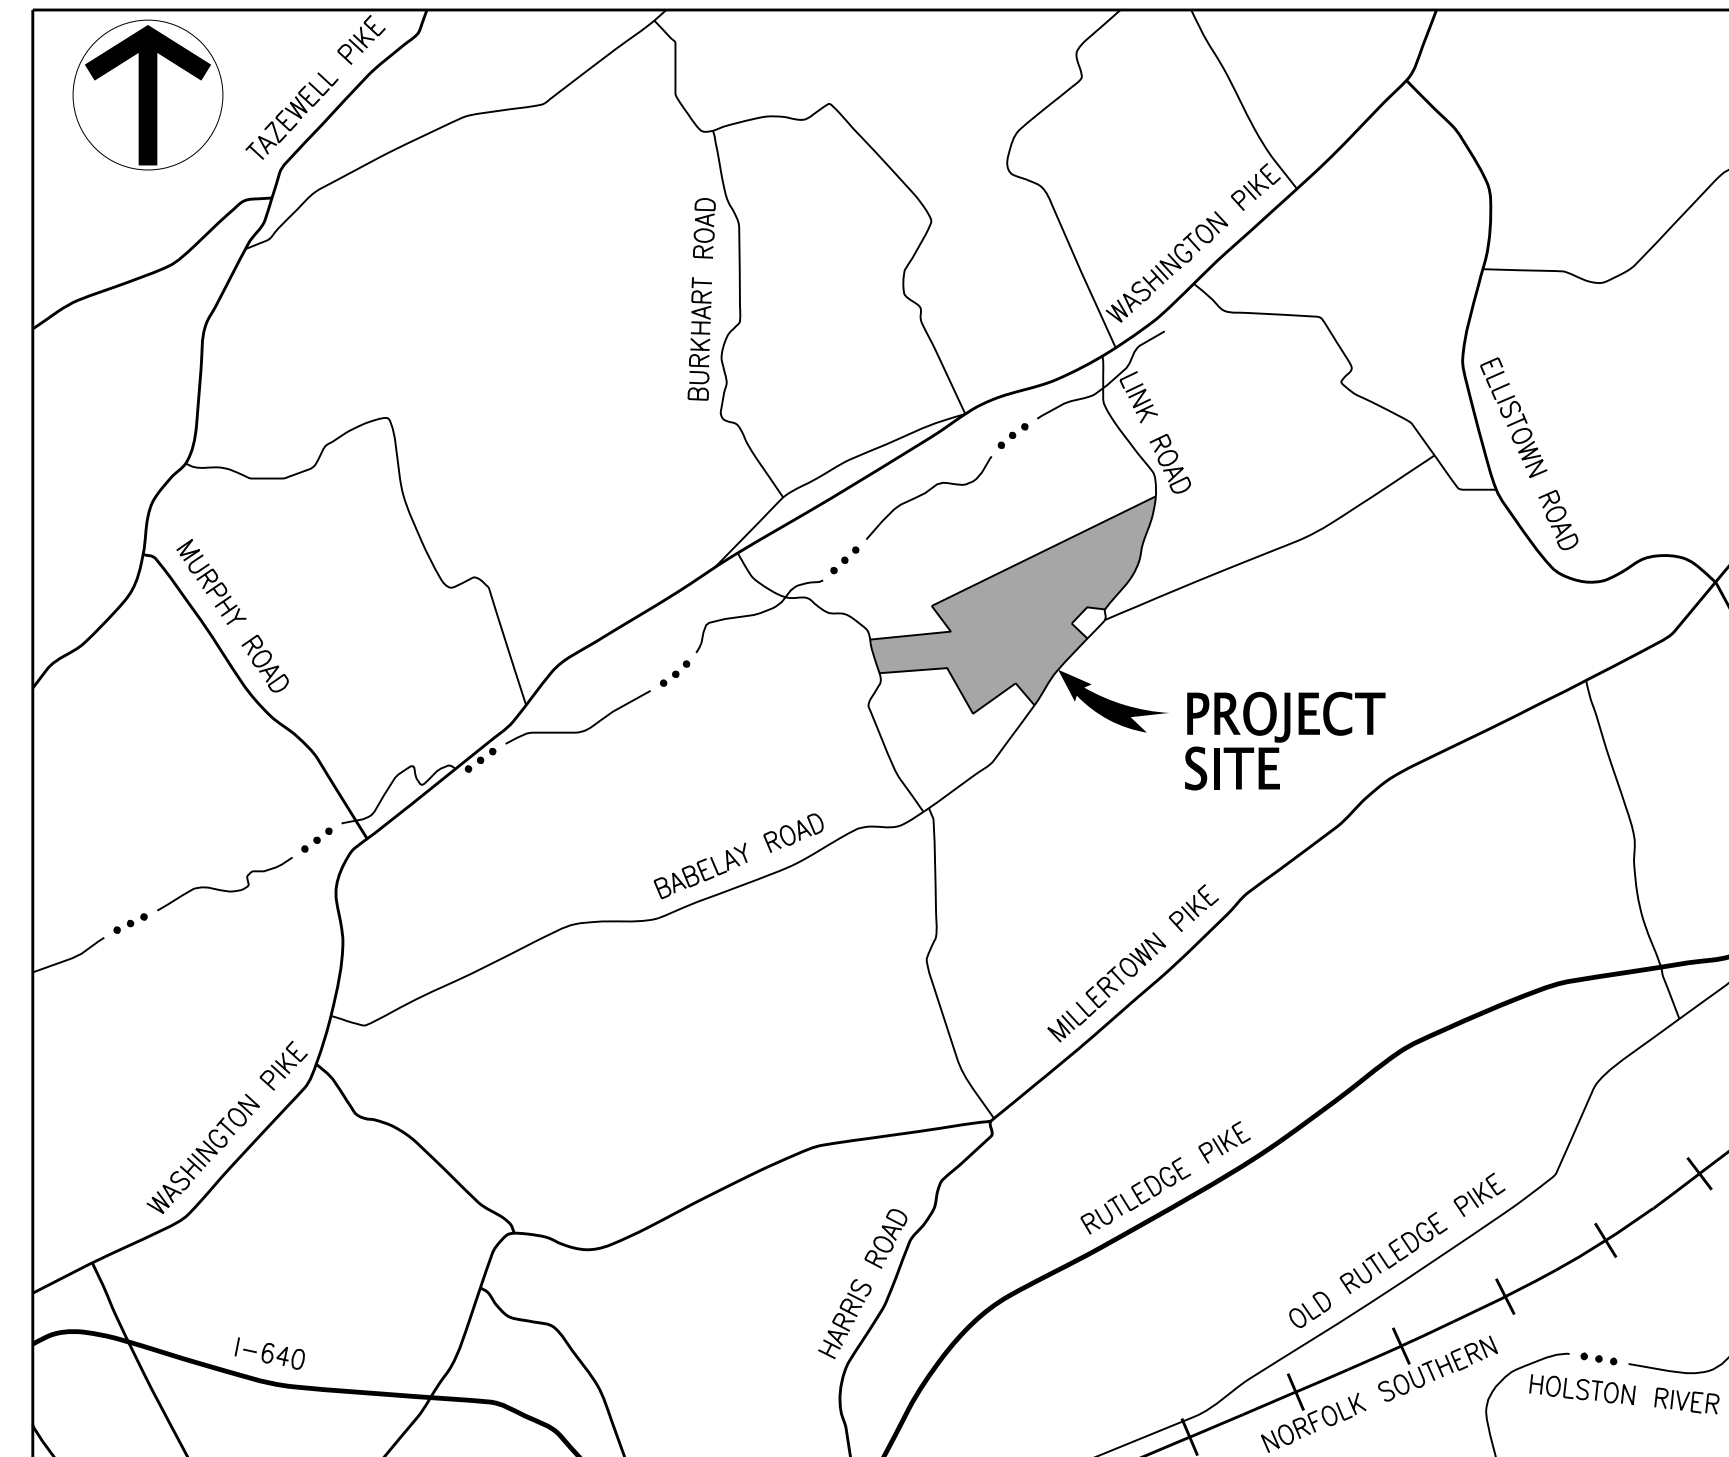 TAZEWELL PIKE
BURKHART ROAD
WASHINGTON PIKE
LINK ROAD
ELLISTOWN ROAD
MURPHY ROAD
PROJECT
SITE
BABELAY ROAD
MILLERTOWN PIKE
WASHINGTON PIKE
RUTLEDGE PIKE
OLD RUTLEDGE PIKE
HARRIS ROAD
I-640
NORFOLK SOUTHERN
HOLSTON RIVER